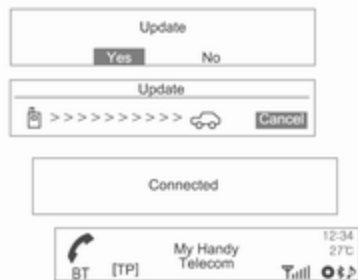 Update
Yes No
Update
> > > > > > > > > > Cancel
Connected
12:34
My Handy 27°C
BT [TP] Telecom